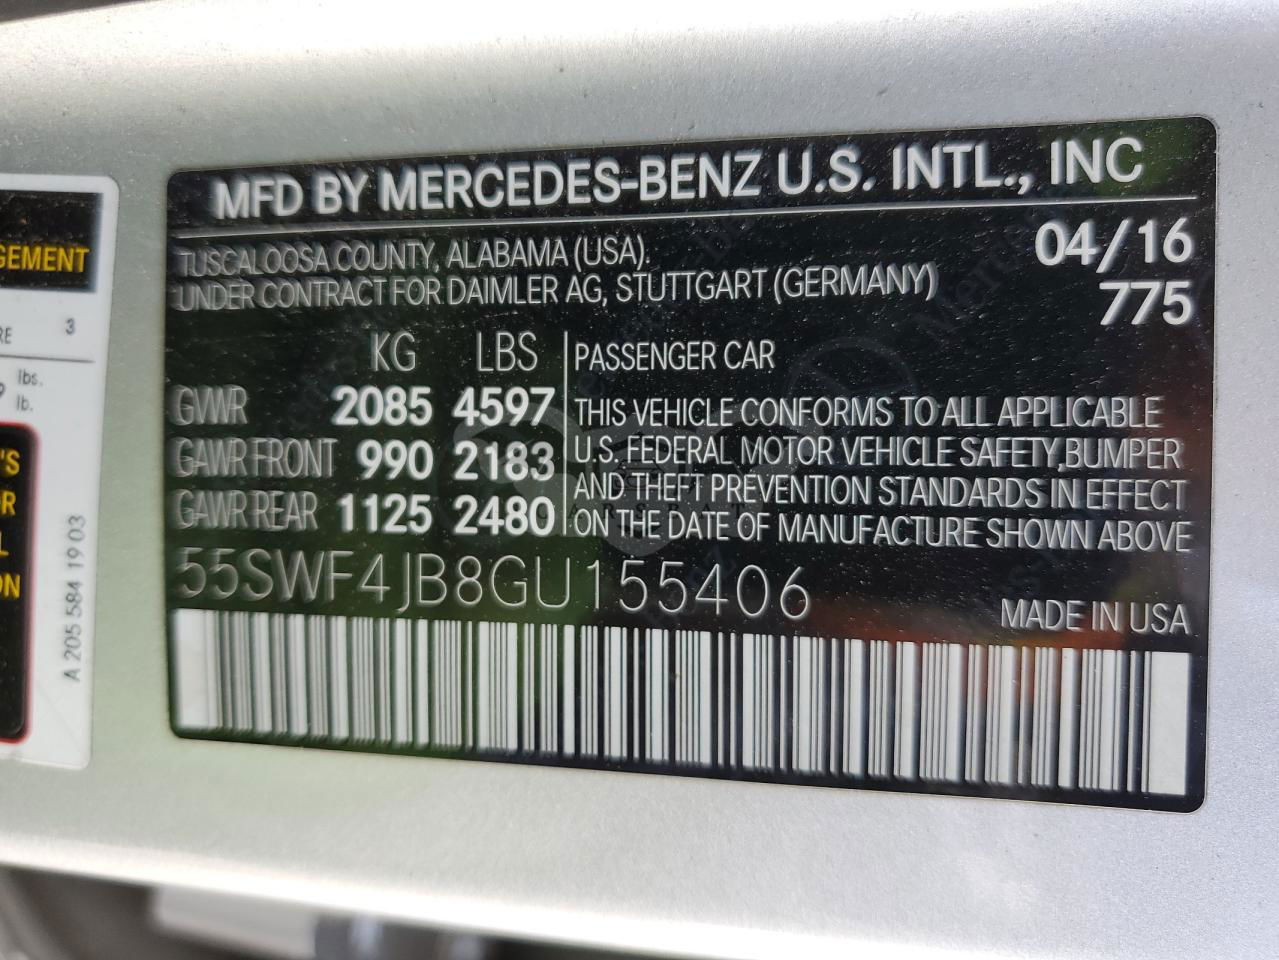 MFD BY MERCEDES-BENZ U.S. INTL., INC
TUSCALOOSA COUNTY, ALABAMA (USA).
04/16
UNDER CONTRACT FOR DAIMLER AG, STUTTGART (GERMANY)
775
KG LBS
GVWR 2085 4597
GAWR FRONT 990 2183
GAWR REAR 1125 2480
PASSENGER CAR
THIS VEHICLE CONFORMS TO ALL APPLICABLE
U.S. FEDERAL MOTOR VEHICLE SAFETY,BUMPER
AND THEFT PREVENTION STANDARDS IN EFFECT
ON THE DATE OF MANUFACTURE SHOWN ABOVE
55SWF4JB8GU155406
MADE IN USA
3
lbs.
lb.
A 205 584 19 03